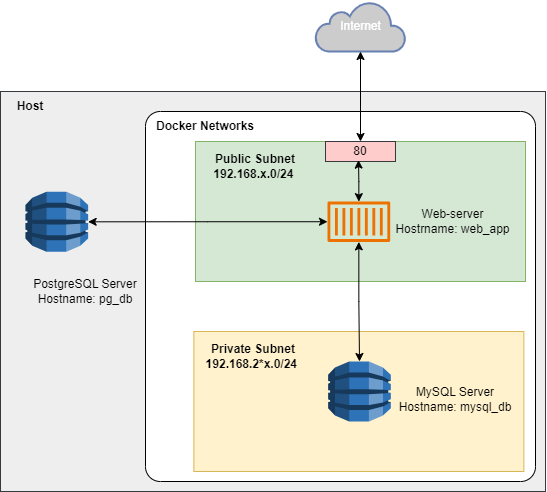 Internet
Host
Docker Networks
80
Public Subnet
192.168.x.0/24
Web-server
Hostrname: web_app
PostgreSQL Server
Hostname: pg_db
Private Subnet
192.168.2*x.0/24
MySQL Server
Hostname: mysql_db